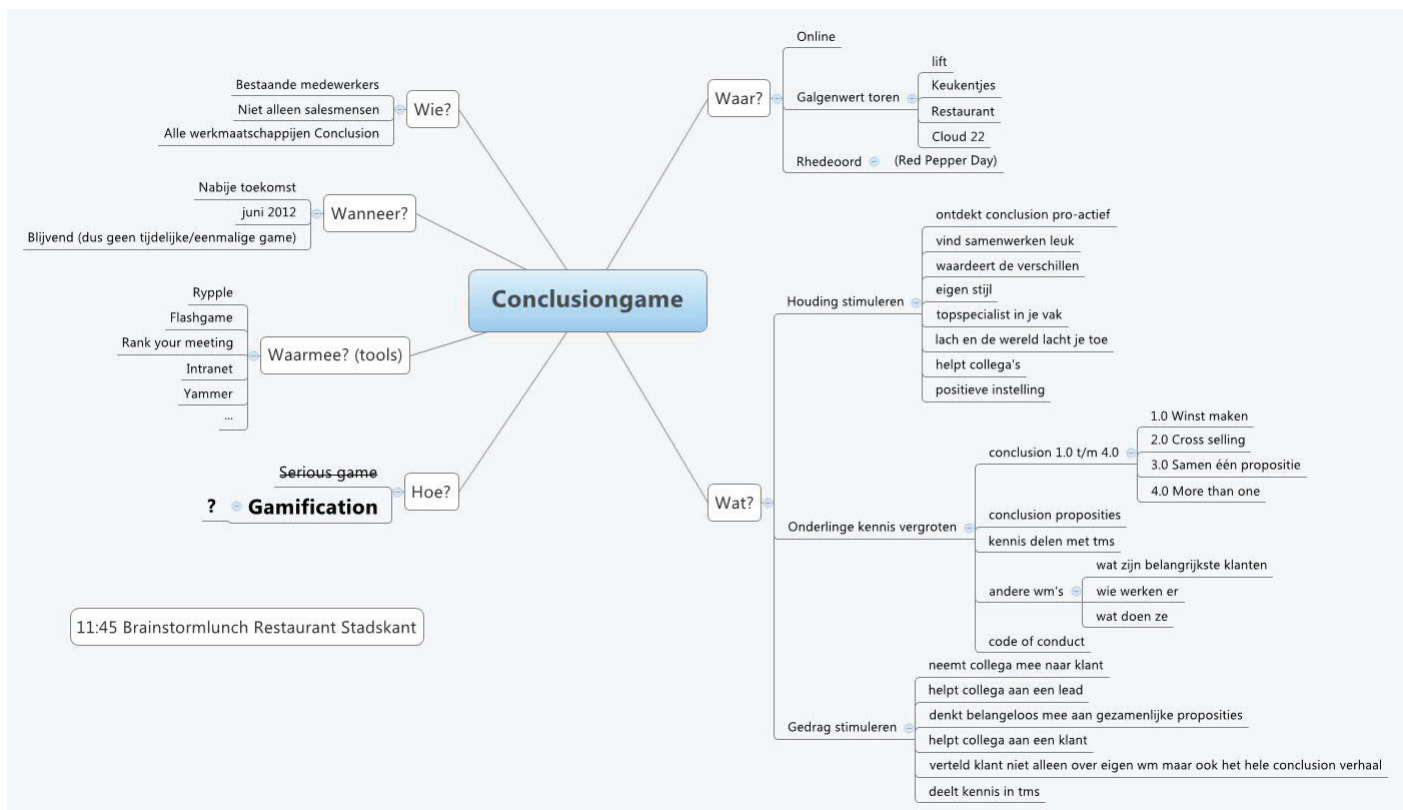 Conclusiongame
Wie?
Bestaande medewerkers
Niet alleen salesmensen
Alle werkmaatschappijen Conclusion
Wanneer?
Nabije toekomst
juni 2012
Blijvend (dus geen tijdelijke/eenmalige game)
Waarmee? (tools)
Rypple
Flashgame
Rank your meeting
Intranet
Yammer
...
Hoe?
Serious game
Gamification
?
11:45 Brainstormlunch Restaurant Stadskant
Waar?
Online
Galgenwert toren
lift
Keukentjes
Restaurant
Cloud 22
Rhedeoord
(Red Pepper Day)
Wat?
Houding stimuleren
ontdekt conclusion pro-actief
vind samenwerken leuk
waardeert de verschillen
eigen stijl
topspecialist in je vak
lach en de wereld lacht je toe
helpt collega's
positieve instelling
Onderlinge kennis vergroten
conclusion 1.0 t/m 4.0
1.0 Winst maken
2.0 Cross selling
3.0 Samen één propositie
4.0 More than one
conclusion proposities
kennis delen met tms
andere wm's
wat zijn belangrijkste klanten
wie werken er
wat doen ze
code of conduct
Gedrag stimuleren
neemt collega mee naar klant
helpt collega aan een lead
denkt belangeloos mee aan gezamenlijke proposities
helpt collega aan een klant
verteld klant niet alleen over eigen wm maar ook het hele conclusion verhaal
deelt kennis in tms